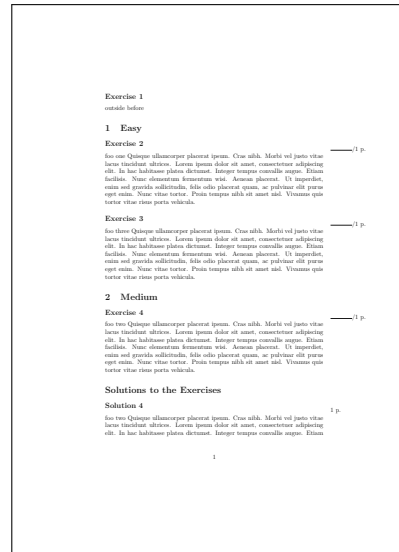 Exercise 1
outside before
1 Easy
Exercise 2
/1 p.
foo one Quisque ullamcorper placerat ipsum. Cras nibh. Morbi vel justo vitae
lacus tincidunt ultrices. Lorem ipsum dolor sit amet, consectetuer adipiscing
elit. In hac habitasse platea dictumst. Integer tempus convallis augue. Etiam
facilisis. Nunc elementum fermentum wisi. Aenean placerat. Ut imperdiet,
enim sed gravida sollicitudin, felis odio placerat quam, ac pulvinar elit purus
eget enim. Nunc vitae tortor. Proin tempus nibh sit amet nisl. Vivamus quis
tortor vitae risus porta vehicula.
Exercise 3
/1 p.
foo three Quisque ullamcorper placerat ipsum. Cras nibh. Morbi vel justo vitae
lacus tincidunt ultrices. Lorem ipsum dolor sit amet, consectetuer adipiscing
elit. In hac habitasse platea dictumst. Integer tempus convallis augue. Etiam
facilisis. Nunc elementum fermentum wisi. Aenean placerat. Ut imperdiet,
enim sed gravida sollicitudin, felis odio placerat quam, ac pulvinar elit purus
eget enim. Nunc vitae tortor. Proin tempus nibh sit amet nisl. Vivamus quis
tortor vitae risus porta vehicula.
2 Medium
Exercise 4
/1 p.
foo two Quisque ullamcorper placerat ipsum. Cras nibh. Morbi vel justo vitae
lacus tincidunt ultrices. Lorem ipsum dolor sit amet, consectetuer adipiscing
elit. In hac habitasse platea dictumst. Integer tempus convallis augue. Etiam
facilisis. Nunc elementum fermentum wisi. Aenean placerat. Ut imperdiet,
enim sed gravida sollicitudin, felis odio placerat quam, ac pulvinar elit purus
eget enim. Nunc vitae tortor. Proin tempus nibh sit amet nisl. Vivamus quis
tortor vitae risus porta vehicula.
Solutions to the Exercises
Solution 4
1 p.
foo two Quisque ullamcorper placerat ipsum. Cras nibh. Morbi vel justo vitae
lacus tincidunt ultrices. Lorem ipsum dolor sit amet, consectetuer adipiscing
elit. In hac habitasse platea dictumst. Integer tempus convallis augue. Etiam
1